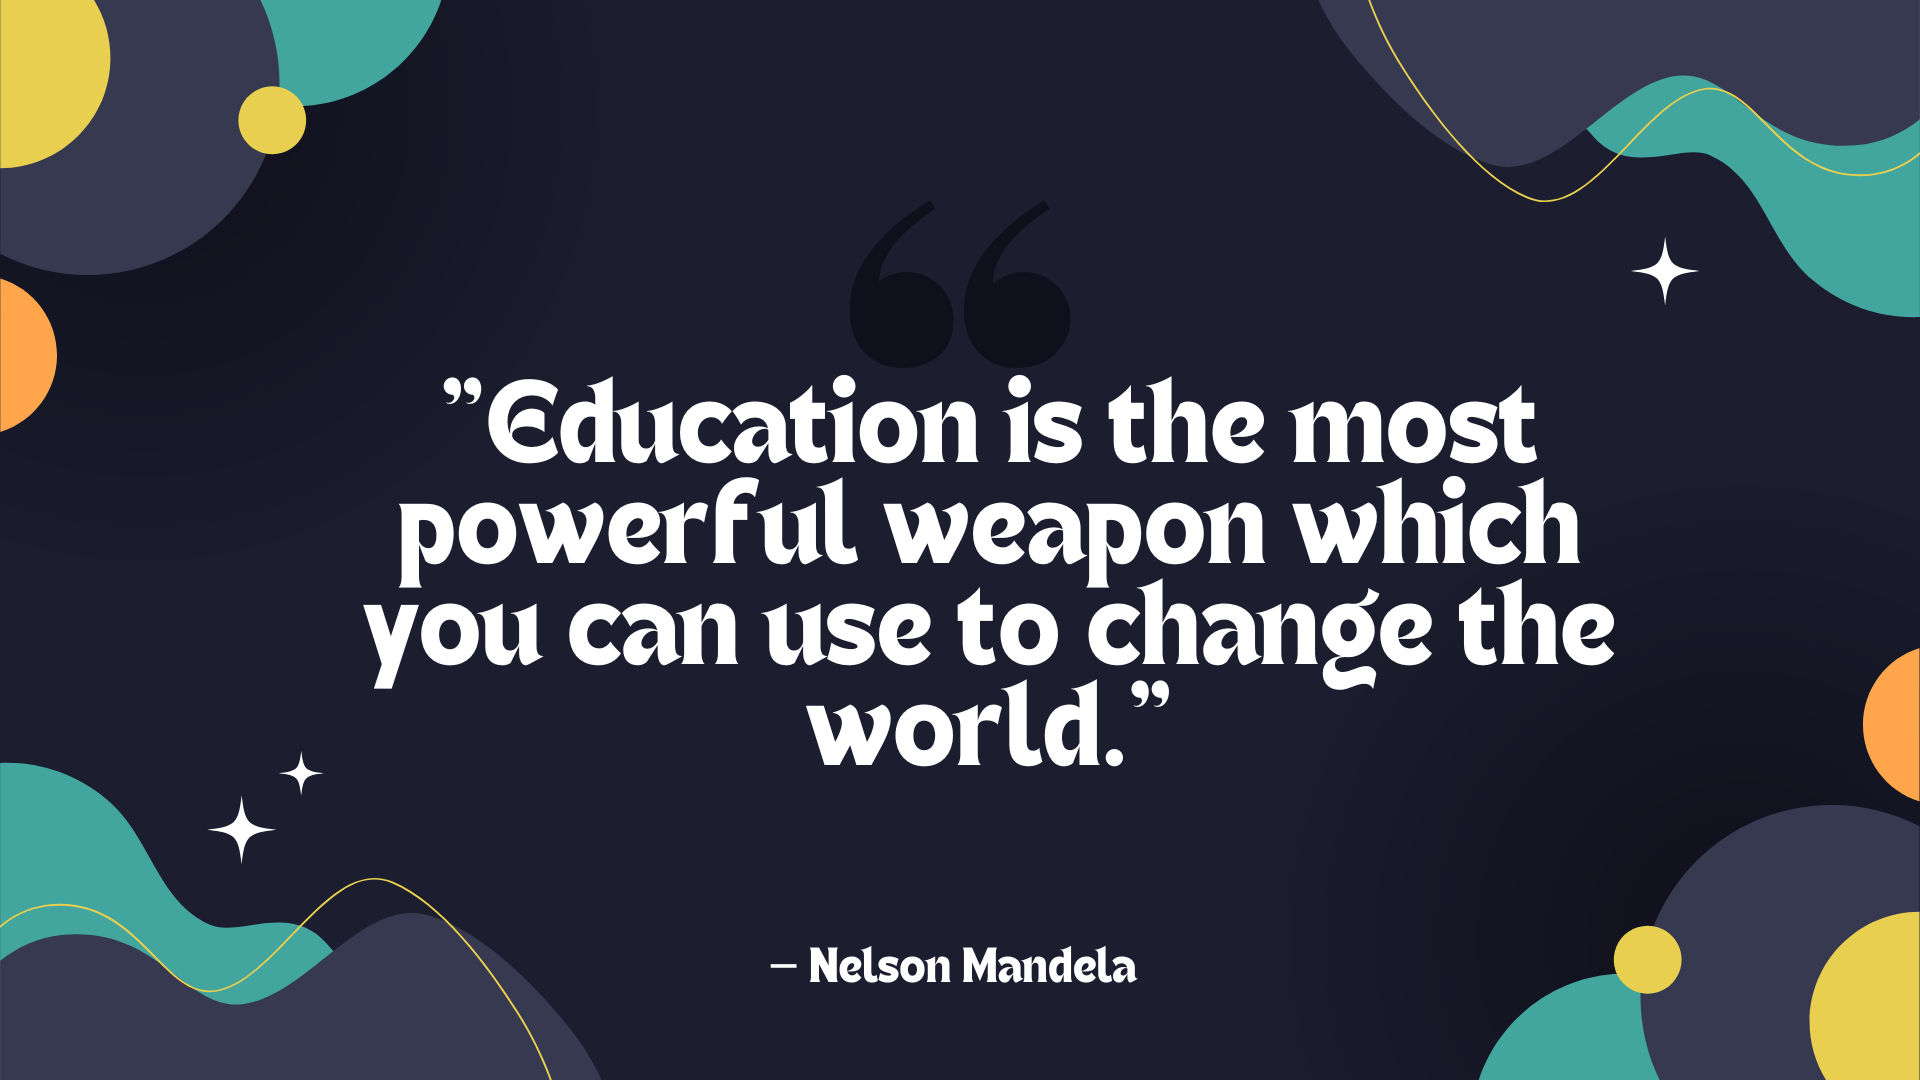 ”Education is the most
powerful weapon which
you can use to change the
world.”
– Nelson Mandela